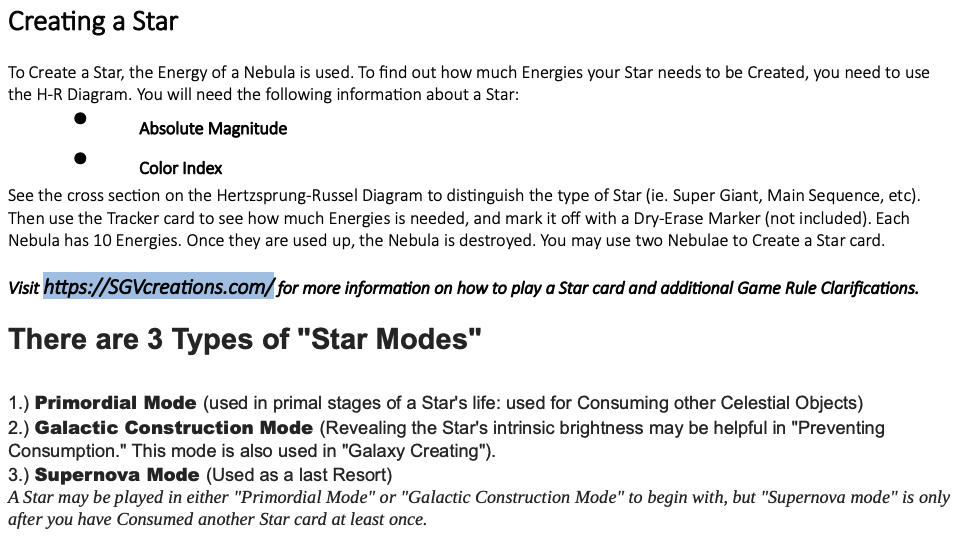 Creating a Star
To Create a Star, the Energy of a Nebula is used. To find out how much Energies your Star needs to be Created, you need to use
the H-R Diagram. You will need the following information about a Star:
● Absolute Magnitude
● Color Index
See the cross section on the Hertzsprung-Russel Diagram to distinguish the type of Star (ie. Super Giant, Main Sequence, etc).
Then use the Tracker card to see how much Energies is needed, and mark it off with a Dry-Erase Marker (not included). Each
Nebula has 10 Energies. Once they are used up, the Nebula is destroyed. You may use two Nebulae to Create a Star card.
Visit https://SGVcreations.com/ for more information on how to play a Star card and additional Game Rule Clarifications.
There are 3 Types of "Star Modes"
1.) Primordial Mode (used in primal stages of a Star's life: used for Consuming other Celestial Objects)
2.) Galactic Construction Mode (Revealing the Star's intrinsic brightness may be helpful in "Preventing
Consumption." This mode is also used in "Galaxy Creating").
3.) Supernova Mode (Used as a last Resort)
A Star may be played in either "Primordial Mode" or "Galactic Construction Mode" to begin with, but "Supernova mode" is only
after you have Consumed another Star card at least once.